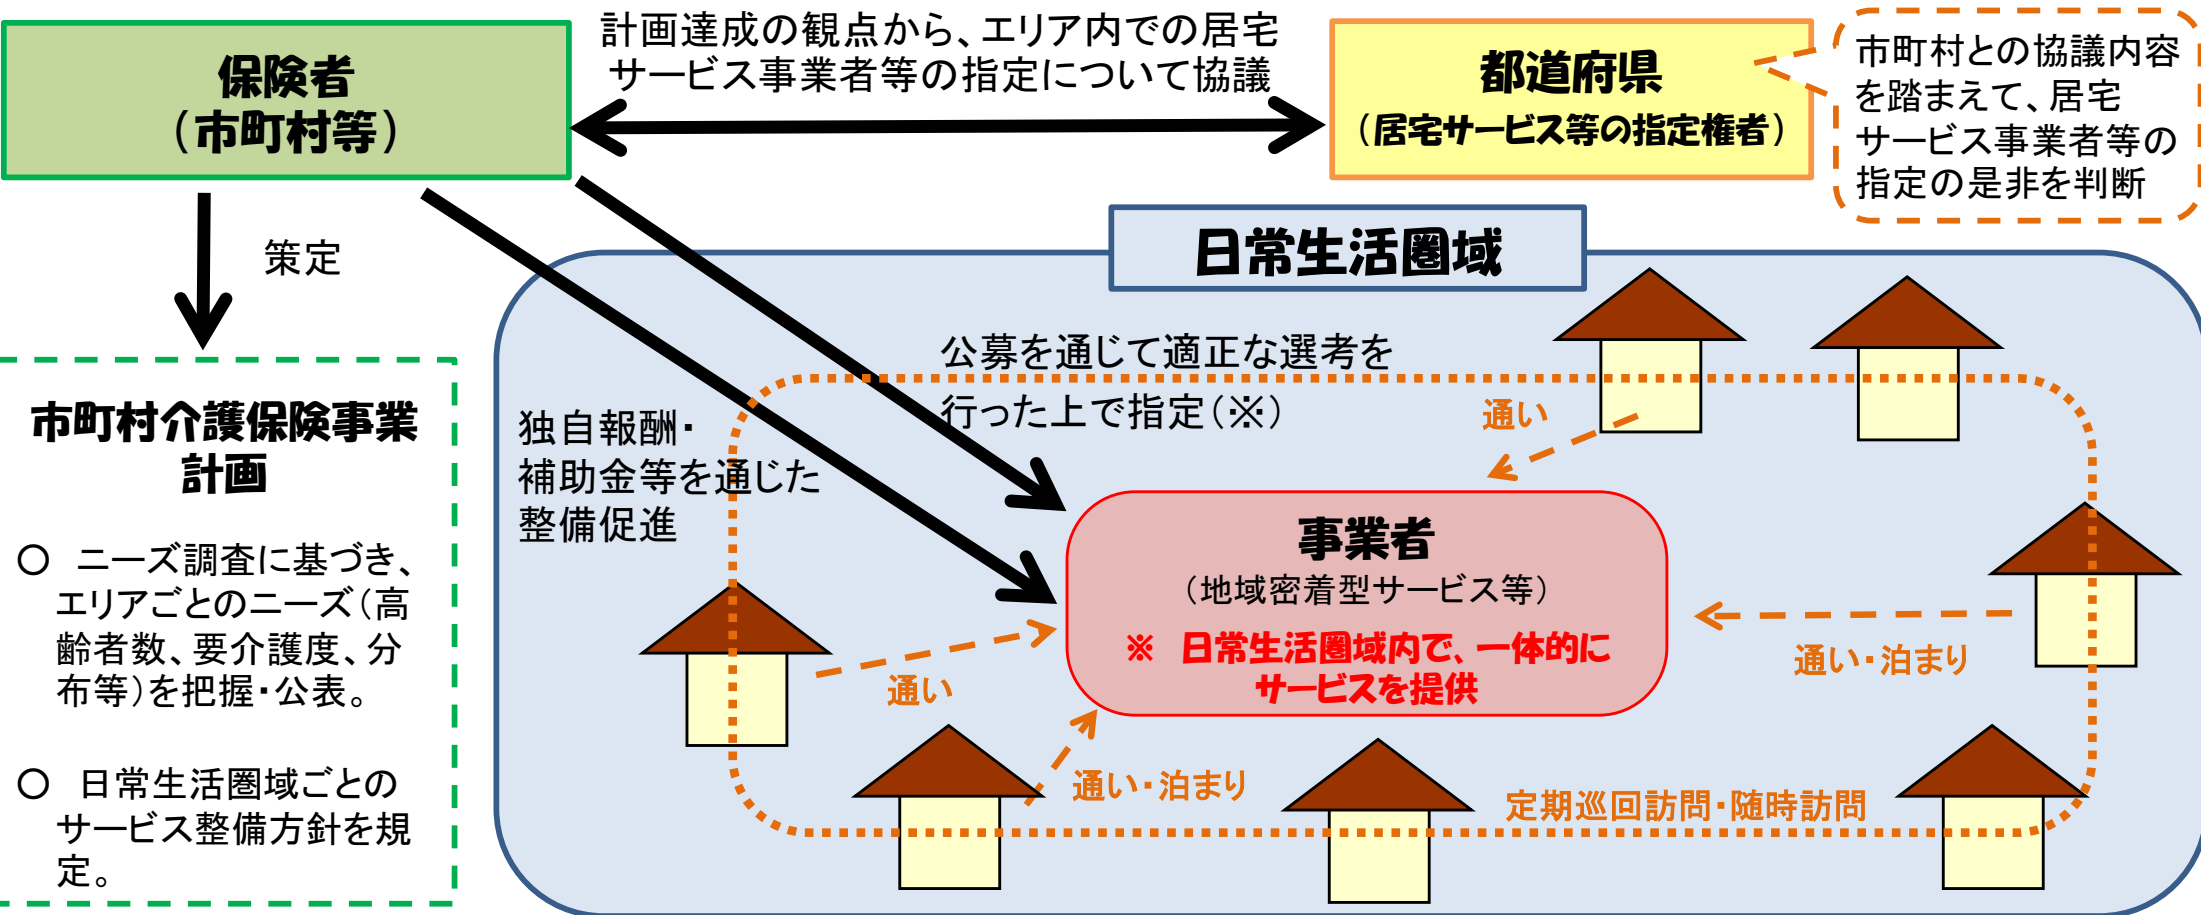 保険者
（市町村等）
計画達成の観点から、エリア内での居宅
サービス事業者等の指定について協議
都道府県
（居宅サービス等の指定権者）
市町村との協議内容
を踏まえて、居宅
サービス事業者等の
指定の是非を判断
策定
日常生活圏域
公募を通じて適正な選考を
行った上で指定（※）
独自報酬・
補助金等を通じた
整備促進
市町村介護保険事業
計画
○　ニーズ調査に基づき、
エリアごとのニーズ（高
齢者数、要介護度、分
布等）を把握・公表。
○　日常生活圏域ごとの
サービス整備方針を規
定。
通い
事業者
（地域密着型サービス等）
※　日常生活圏域内で、一体的に
サービスを提供
通い・泊まり
通い
通い・泊まり
定期巡回訪問・随時訪問